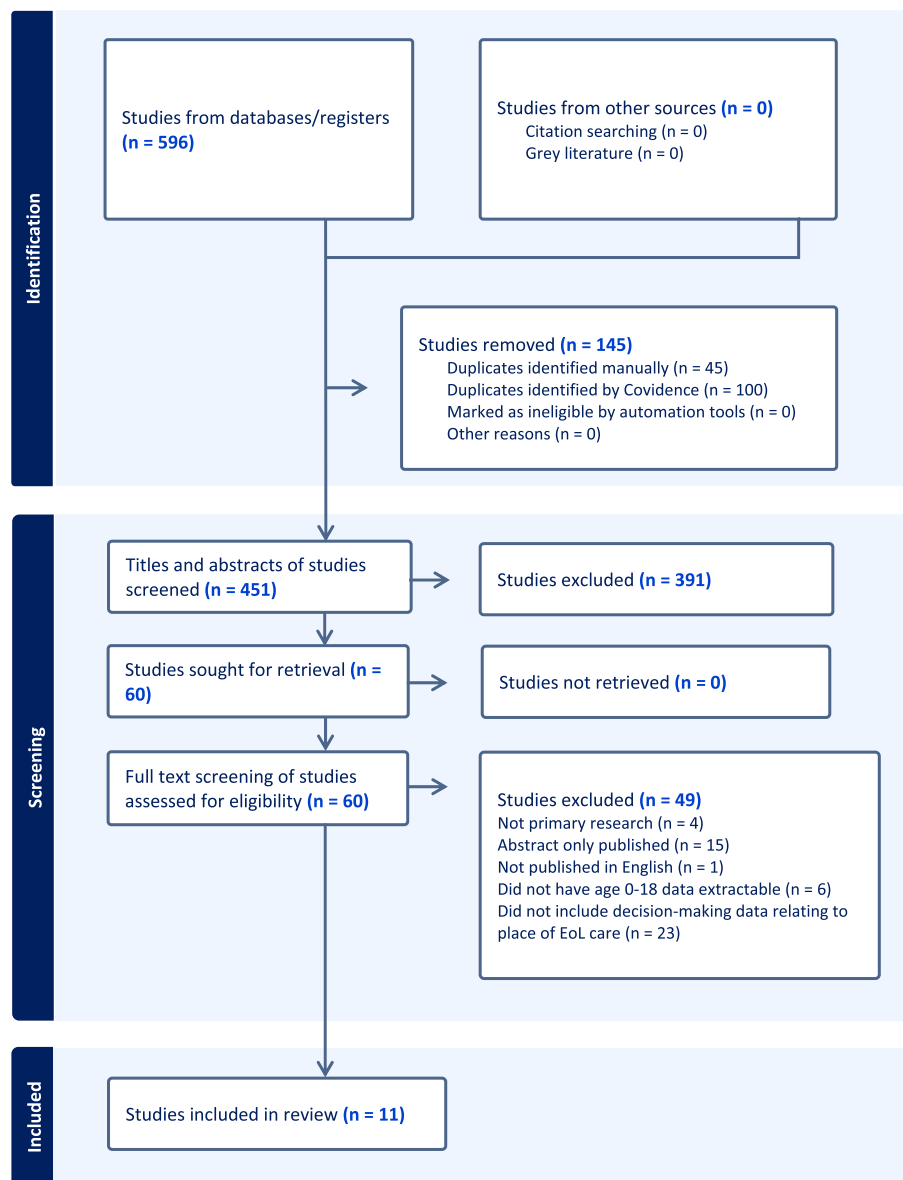 Identification
Studies from databases/registers
(n = 596)
Studies from other sources (n = 0)
Citation searching (n = 0)
Grey literature (n = 0)
Studies removed (n = 145)
Duplicates identified manually (n = 45)
Duplicates identified by Covidence (n = 100)
Marked as ineligible by automation tools (n = 0)
Other reasons (n = 0)
Screening
Titles and abstracts of studies
screened (n = 451)
Studies excluded (n = 391)
Studies sought for retrieval (n =
60)
Studies not retrieved (n = 0)
Full text screening of studies
assessed for eligibility (n = 60)
Studies excluded (n = 49)
Not primary research (n = 4)
Abstract only published (n = 15)
Not published in English (n = 1)
Did not have age 0-18 data extractable (n = 6)
Did not include decision-making data relating to
place of EoL care (n = 23)
Included
Studies included in review (n = 11)